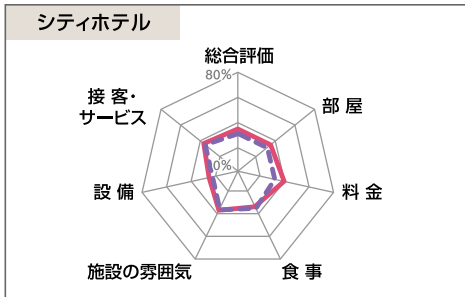 シティホテル
総合評価
80%
接客・
サービス
部屋
0%
設備
料金
施設の雰囲気
食事